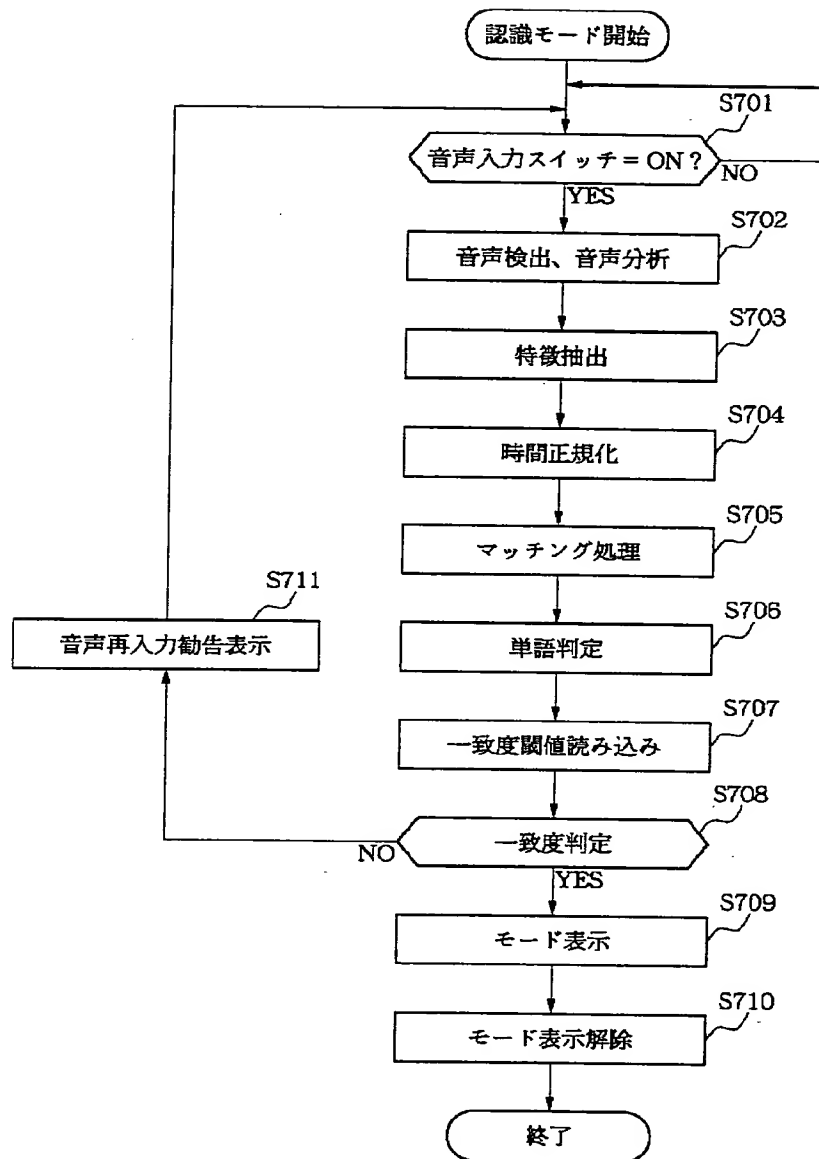 認識モード開始
S701
音声入力スイッチ=ON?
NO
YES
S702
音声検出、音声分析
S703
特徴抽出
S704
時間正規化
S705
マッチング処理
S706
単語判定
S711
音声再入力勧告表示
S707
一致度閾値読み込み
S708
一致度判定
NO
YES
S709
モード表示
S710
モード表示解除
終了